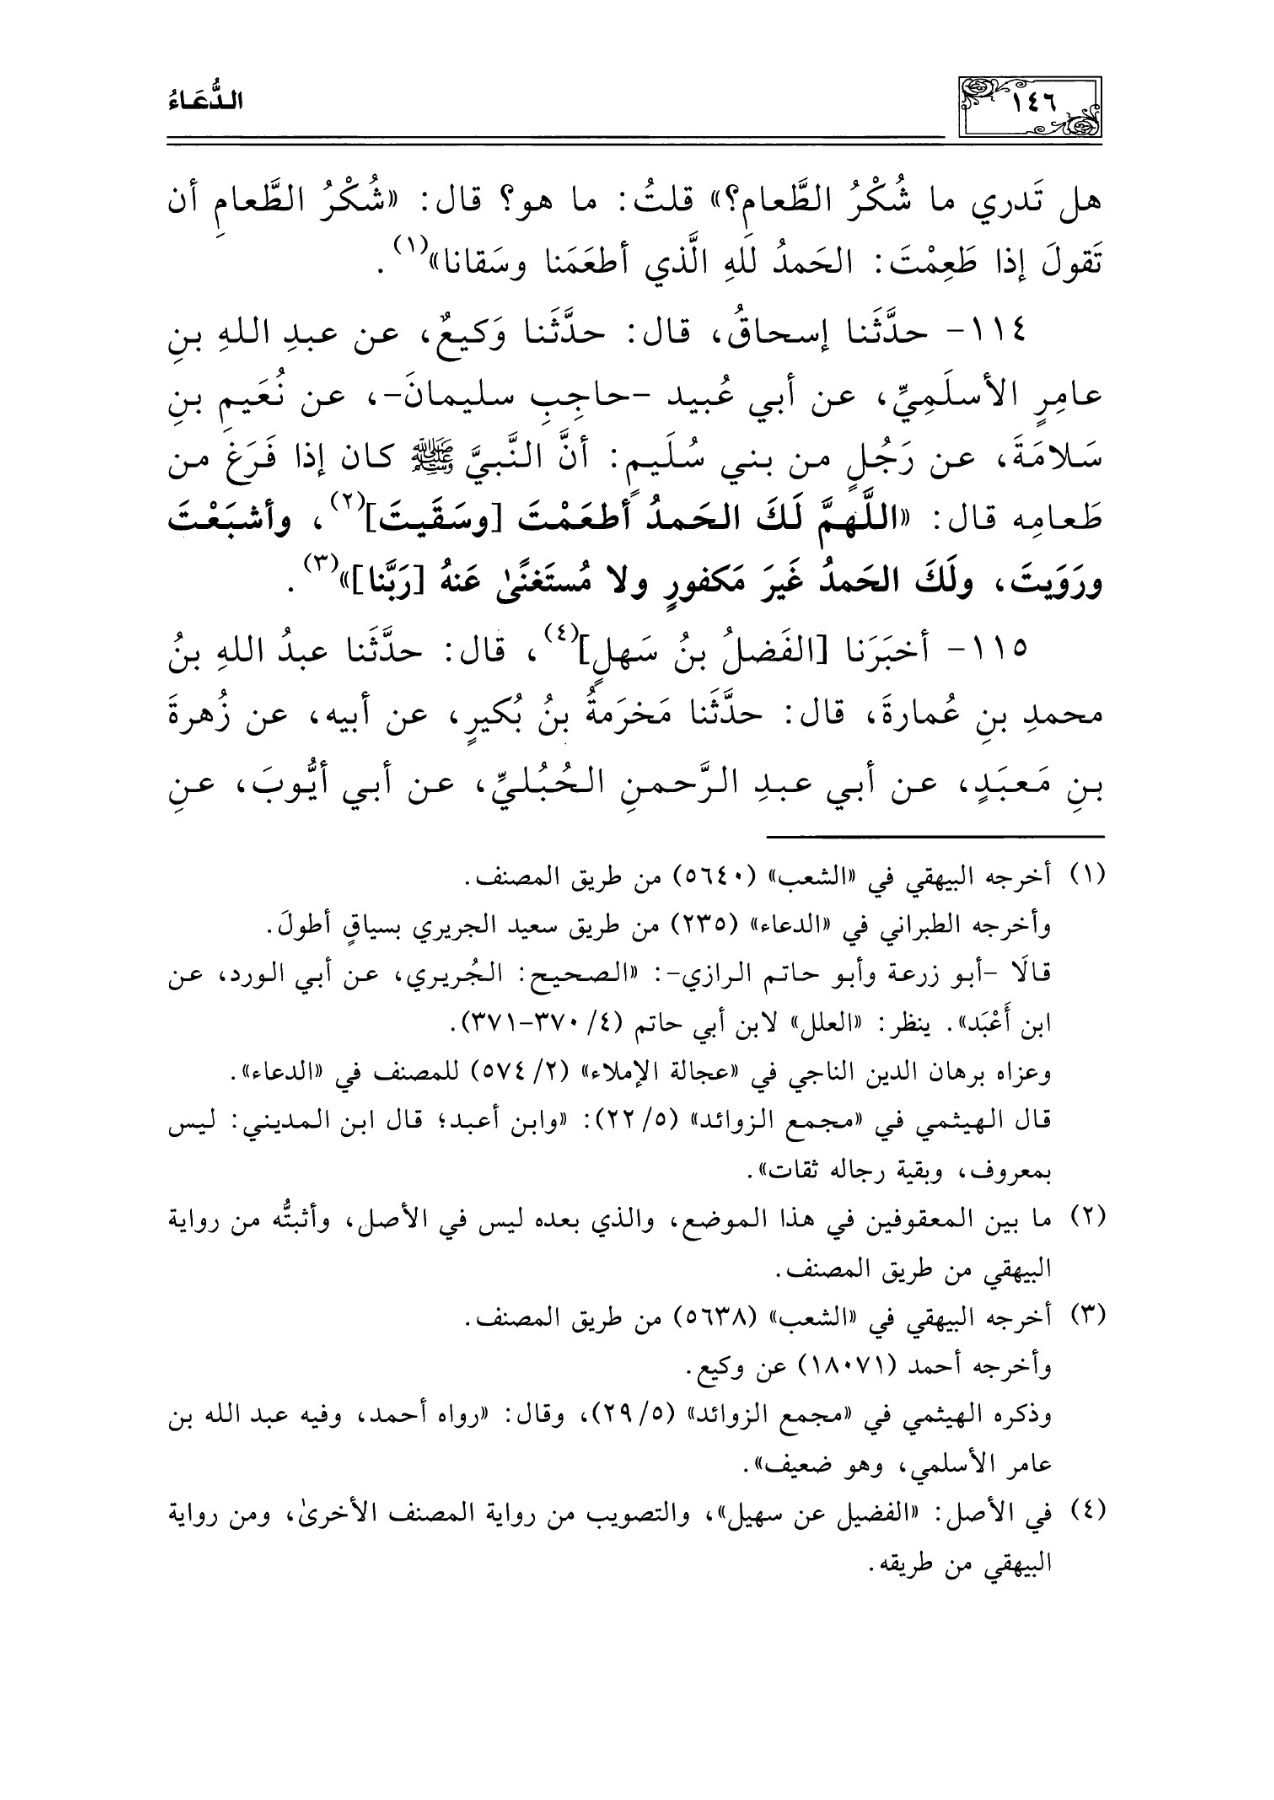 ١٤٦
الدُّعَاءُ
هل تَدري ما شُكْرُ الطَّعامِ؟» قلتُ: ما هو؟ قال: «شُكْرُ الطَّعامِ أن
تَقولَ إذا طَعِمْتَ: الحَمدُ للهِ الَّذي أطعَمَنا وسَقانا»(١).
١١٤- حدَّثَنا إسحاقُ، قال: حدَّثَنا وَكيعٌ، عن عبدِ اللهِ بنِ
عامِرٍ الأسلَمِيِّ، عن أبي عُبيد -حاجِبِ سليمانَ-، عن نُعَيمِ بنِ
سَلامَةَ، عن رَجُلٍ من بني سُلَيمٍ: أنَّ النَّبيَّ ﷺ كان إذا فَرَغَ من
طَعامِه قال: «اللَّهمَّ لَكَ الحَمدُ أطعَمْتَ [وسَقَيتَ](٢)، وأشبَعْتَ
ورَوَيتَ، ولَكَ الحَمدُ غَيرَ مَكفورٍ ولا مُستَغنًىٰ عَنهُ [رَبَّنا]»(٣).
١١٥- أخبَرَنا [الفَضلُ بنُ سَهلٍ](٤)، قال: حدَّثَنا عبدُ اللهِ بنُ
محمدِ بنِ عُمارةَ، قال: حدَّثَنا مَخرَمةُ بنُ بُكيرٍ، عن أبيه، عن زُهرةَ
بنِ مَعبَدٍ، عن أبي عبدِ الرَّحمنِ الحُبُليِّ، عن أبي أيُّوبَ، عنِ
(١) أخرجه البيهقي في «الشعب» (٥٦٤٠) من طريق المصنف.
وأخرجه الطبراني في «الدعاء» (٢٣٥) من طريق سعيد الجريري بسياقٍ أطولَ.
قالَا -أبو زرعة وأبو حاتم الرازي-: «الصحيح: الجُريري، عن أبي الورد، عن
ابن أَعْبَد». ينظر: «العلل» لابن أبي حاتم (٤/ ٣٧٠-٣٧١).
وعزاه برهان الدين الناجي في «عجالة الإملاء» (٢/ ٥٧٤) للمصنف في «الدعاء».
قال الهيثمي في «مجمع الزوائد» (٥/ ٢٢): «وابن أعبد؛ قال ابن المديني: ليس
بمعروف، وبقية رجاله ثقات».
(٢) ما بين المعقوفين في هذا الموضع، والذي بعده ليس في الأصل، وأثبتُّه من رواية
البيهقي من طريق المصنف.
(٣) أخرجه البيهقي في «الشعب» (٥٦٣٨) من طريق المصنف.
وأخرجه أحمد (١٨٠٧١) عن وكيع.
وذكره الهيثمي في «مجمع الزوائد» (٥/ ٢٩)، وقال: «رواه أحمد، وفيه عبد الله بن
عامر الأسلمي، وهو ضعيف».
(٤) في الأصل: «الفضيل عن سهيل»، والتصويب من رواية المصنف الأخرىٰ، ومن رواية
البيهقي من طريقه.